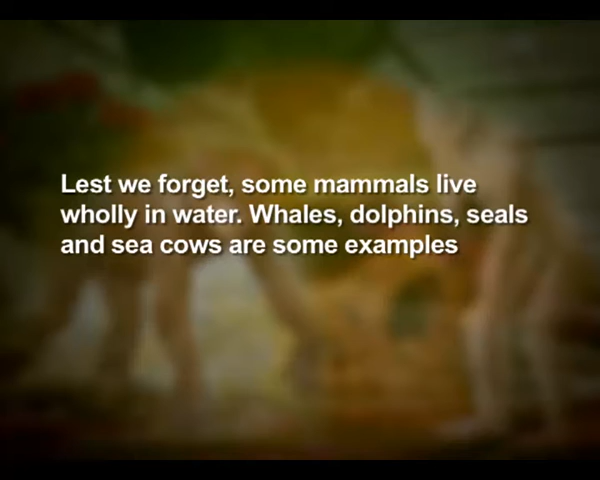 Lest we forget, some mammals live
wholly in water. Whales, dolphins, seals
and sea cows are some examples